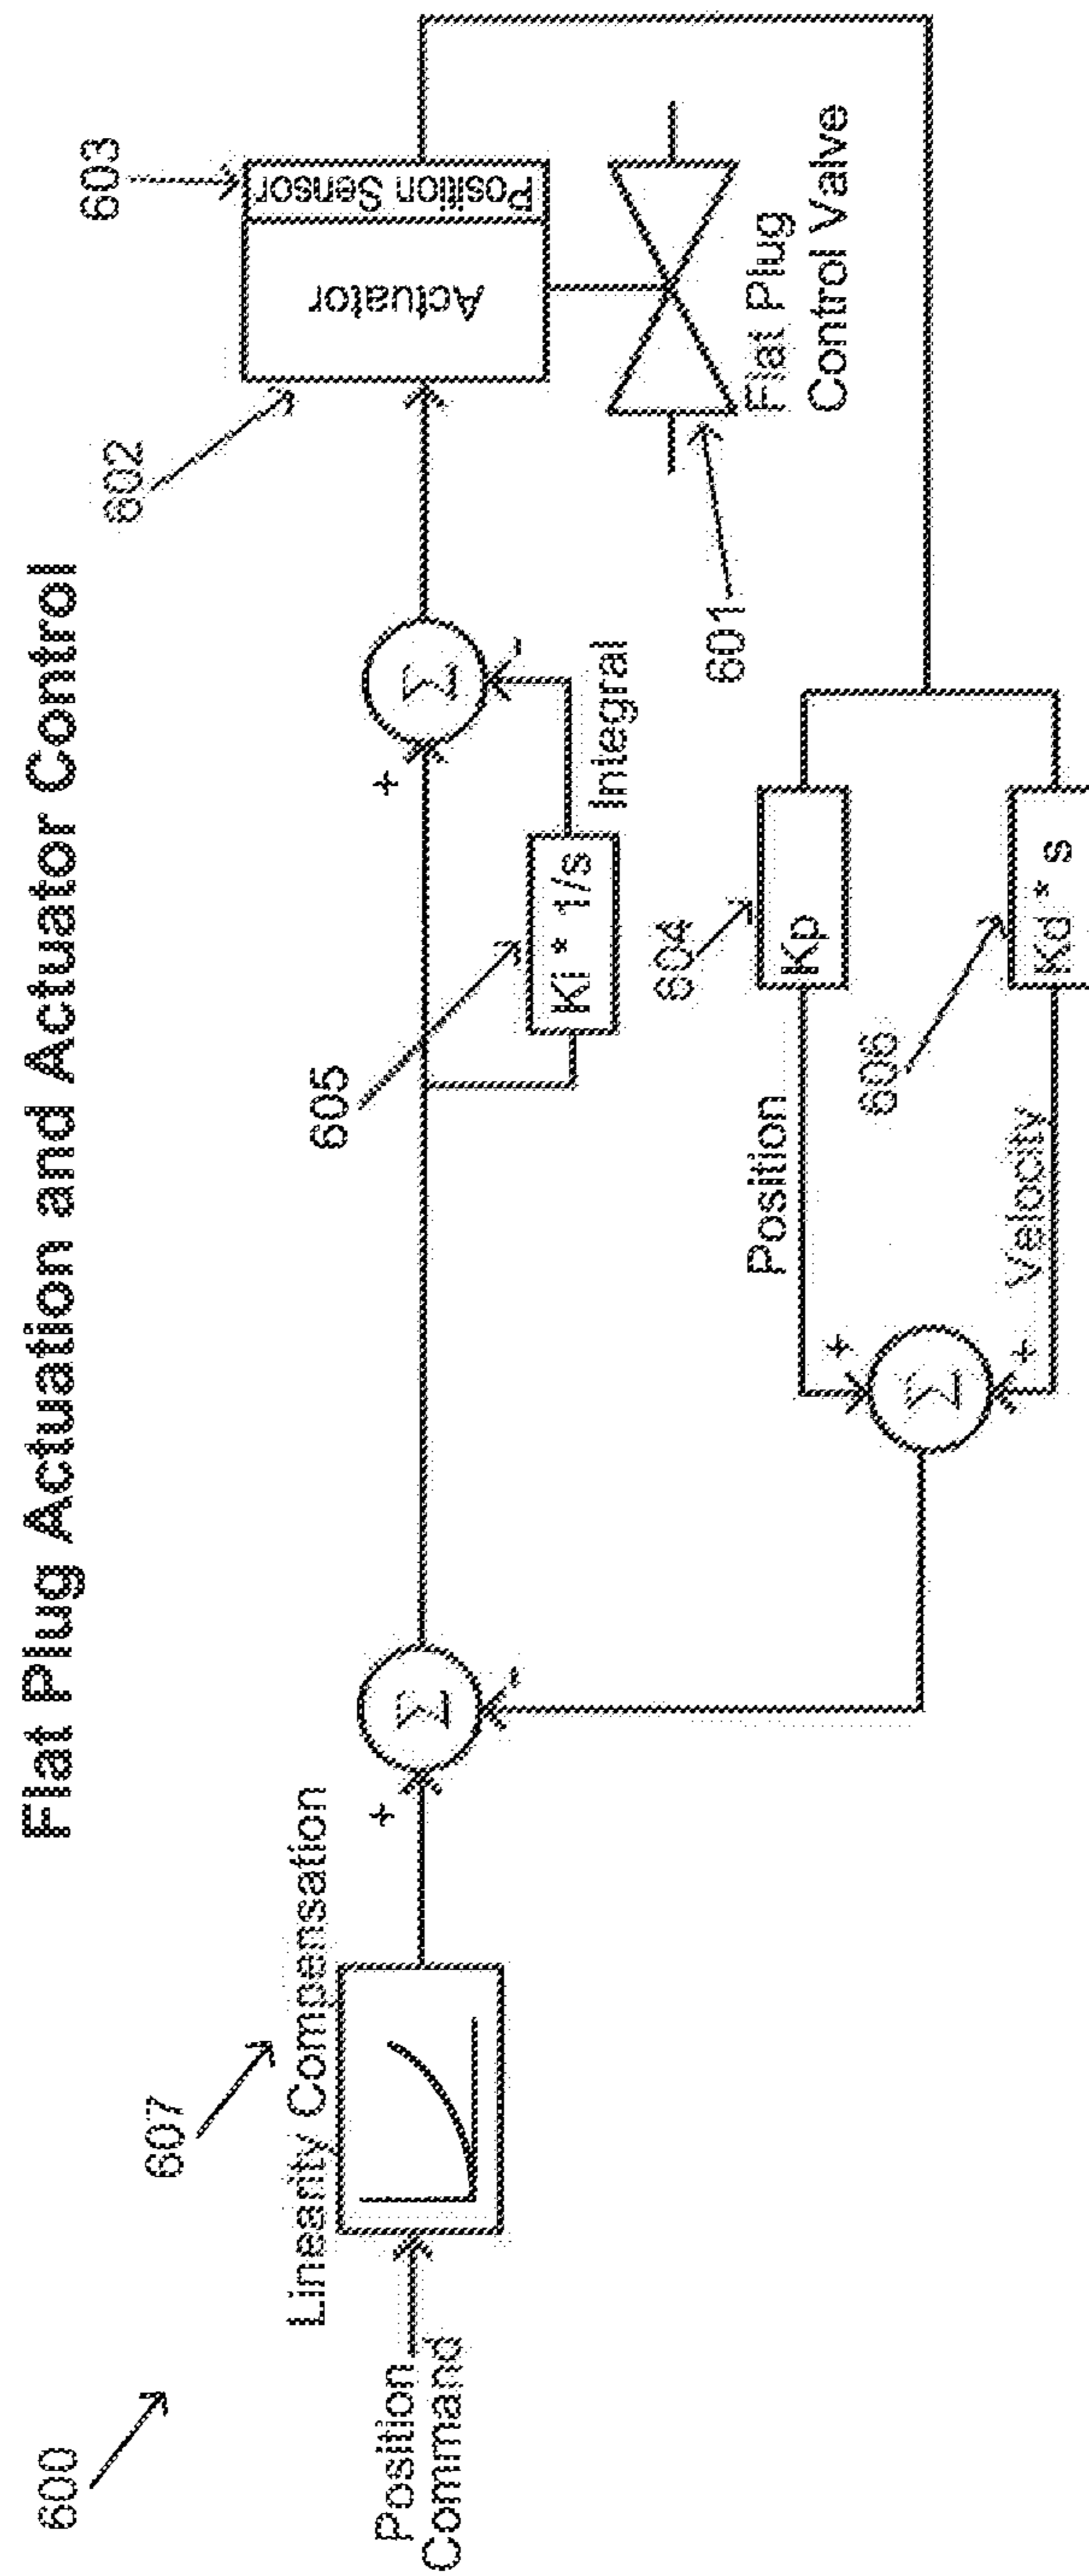 Flat Plug Actuation and Actuator Control
600
607
Linearity Compensation
Position
Command
+
Σ
-
605
Ki * 1/s
Integral
+
Σ
-
602
Actuator
603
Position Sensor
601
Flat Plug
Control Valve
Position
604
Kp
+
Σ
+
Velocity
606
Kd * s